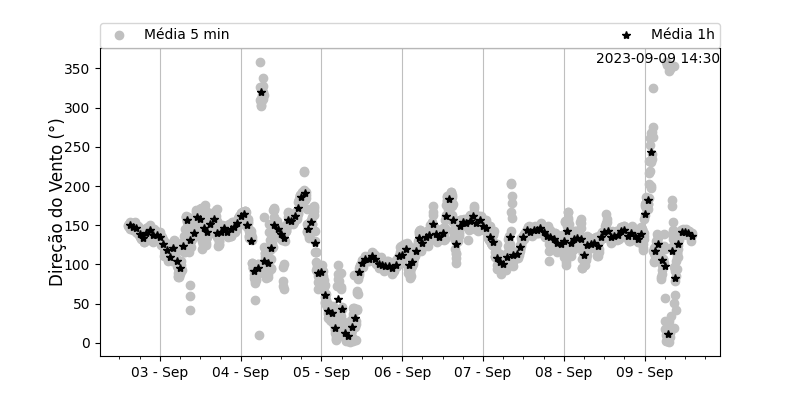 Média 5 min
Média 1h
2023-09-09 14:30
Direção do Vento (°)
350
300
250
200
150
100
50
0
03 - Sep
04 - Sep
05 - Sep
06 - Sep
07 - Sep
08 - Sep
09 - Sep